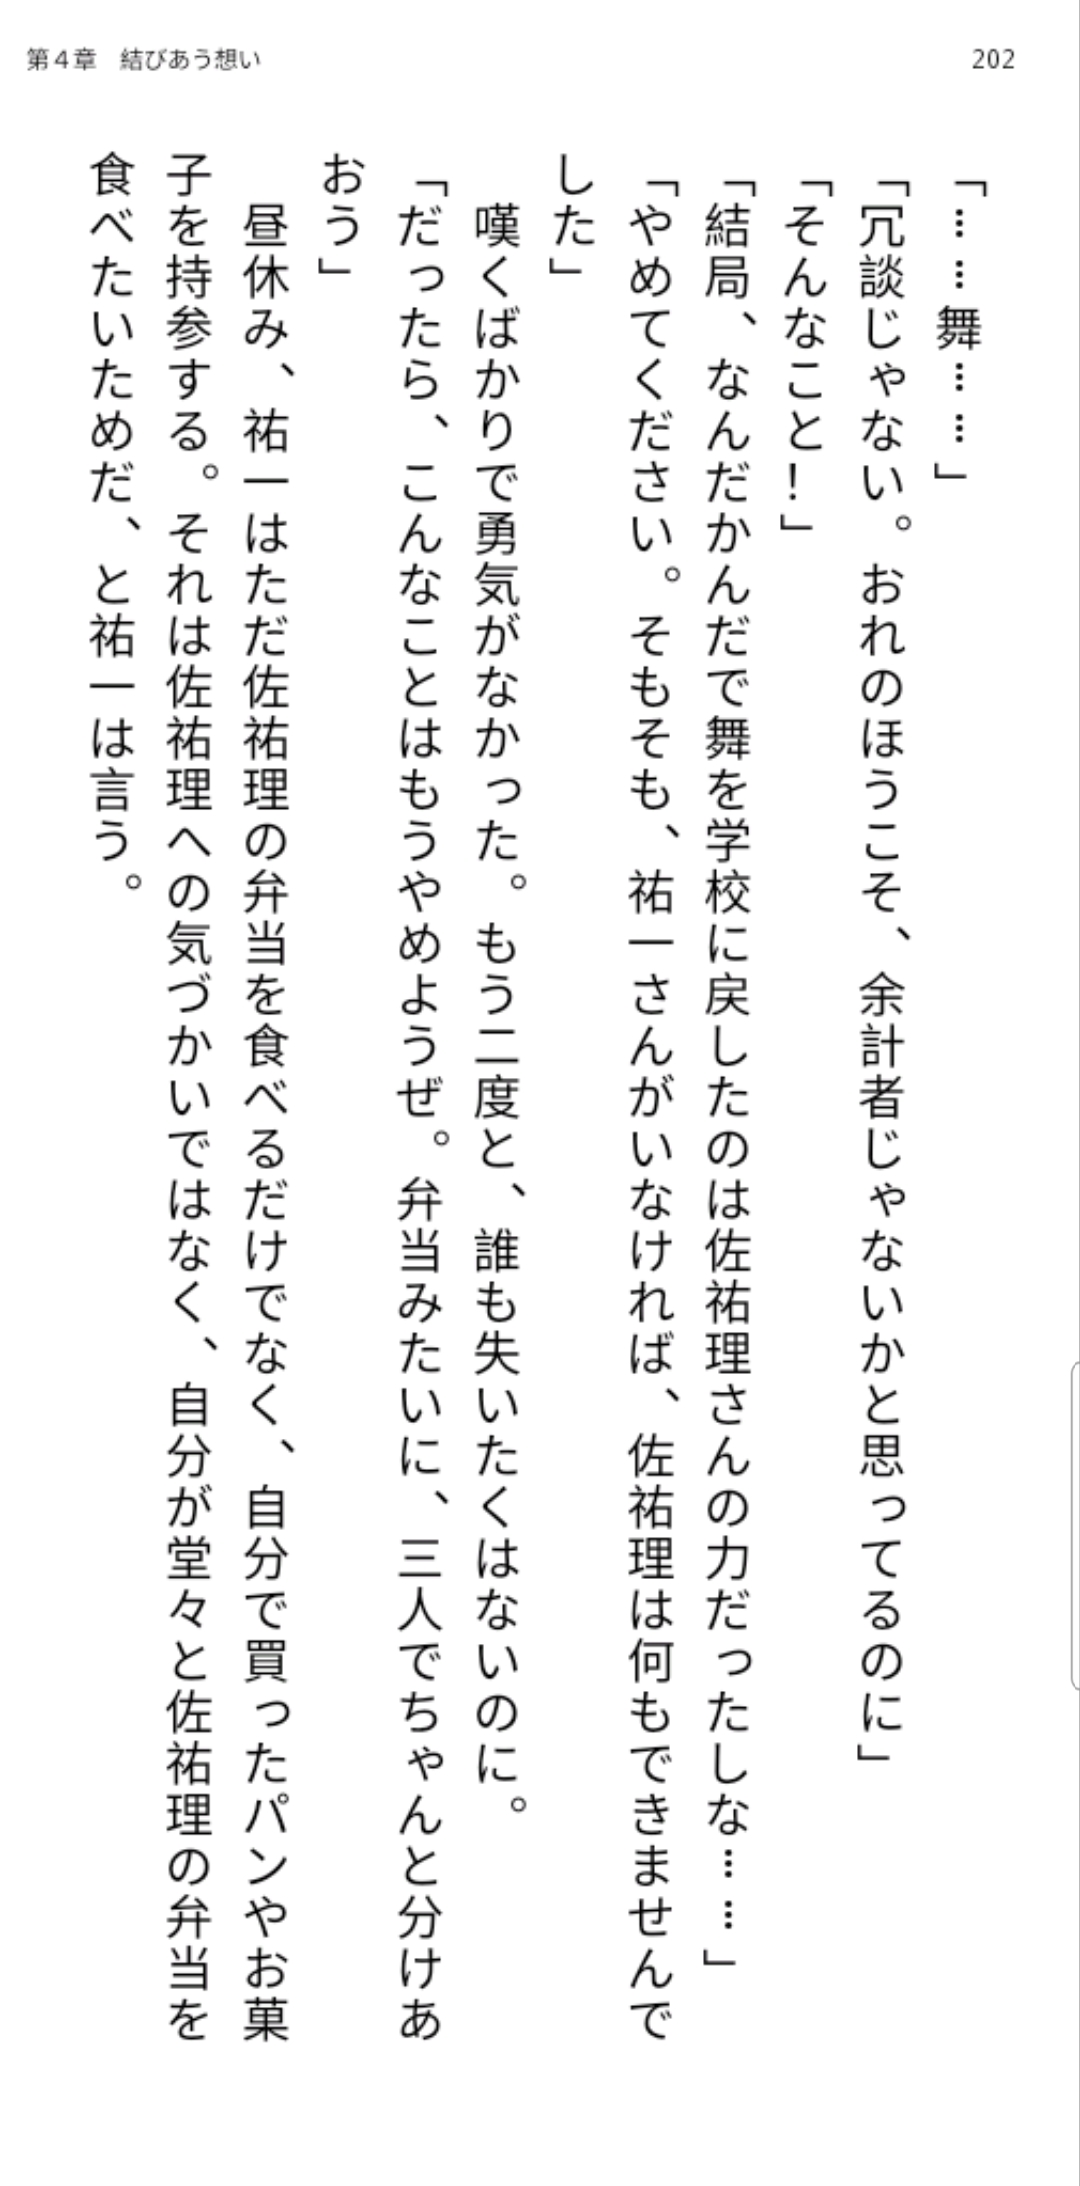 第4章 結びあう想い
202
「……舞……」
「冗談じゃない。おれのほうこそ、余計者じゃないかと思ってるのに」
「そんなこと！」
「結局、なんだかんだで舞を学校に戻したのは佐祐理さんの力だったしな……」
「やめてください。そもそも、祐一さんがいなければ、佐祐理は何もできませんで
した」
　嘆くばかりで勇気がなかった。もう二度と、誰も失いたくはないのに。
「だったら、こんなことはもうやめようぜ。弁当みたいに、三人でちゃんと分けあ
おう」
　昼休み、祐一はただ佐祐理の弁当を食べるだけでなく、自分で買ったパンやお菓
子を持参する。それは佐祐理への気づかいではなく、自分が堂々と佐祐理の弁当を
食べたいためだ、と祐一は言う。